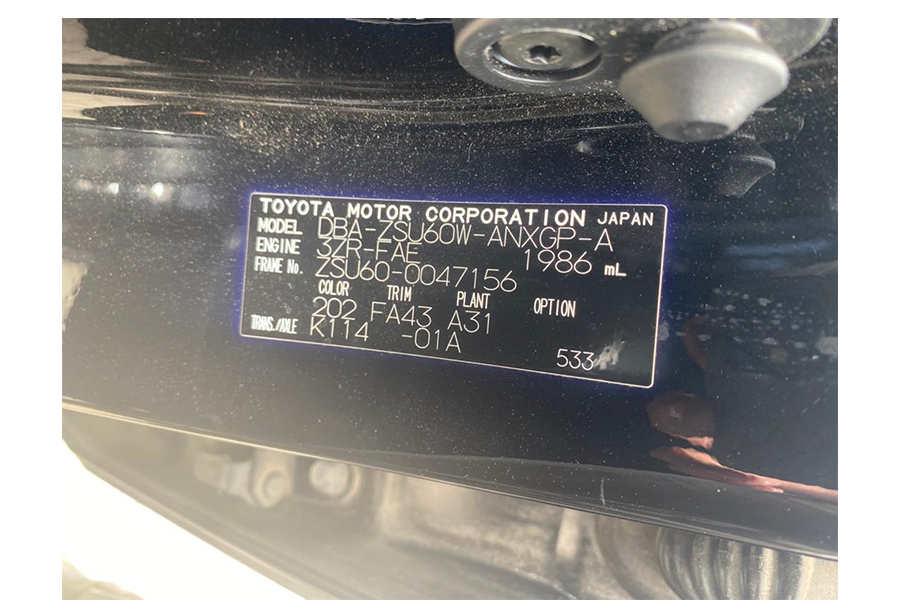 TOYOTA MOTOR CORPORATION JAPAN
MODEL DBA-ZSU60W-ANXGP-A
ENGINE 3ZR-FAE 1986 mL
FRAME No. ZSU60-0047156
COLOR TRIM PLANT OPTION
202 FA43 A31
TRANS./AXLE K114 -01A
533